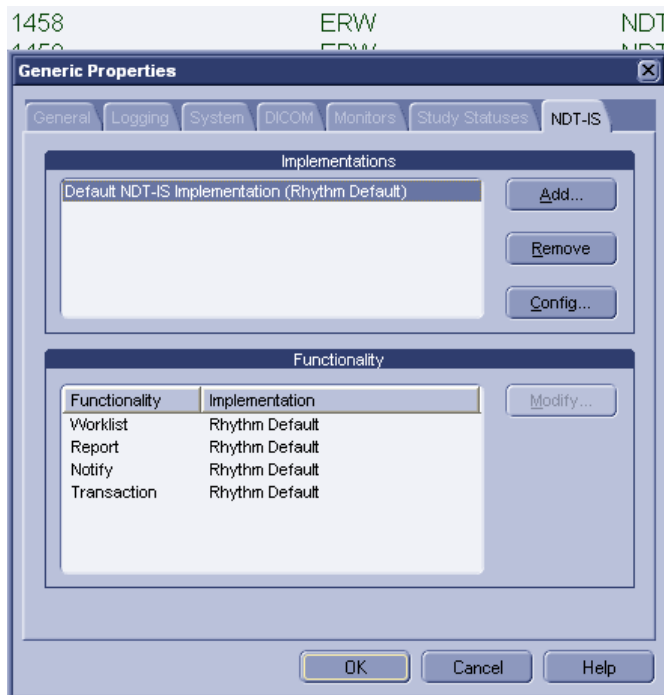 1458 ERW NDT
Generic Properties
General Logging System DICOM Monitors Study Statuses NDT-IS
Implementations
Default NDT-IS Implementation (Rhythm Default)
Add...
Remove
Config...
Functionality
Functionality Implementation
Modify...
Worklist Rhythm Default
Report Rhythm Default
Notify Rhythm Default
Transaction Rhythm Default
OK Cancel Help